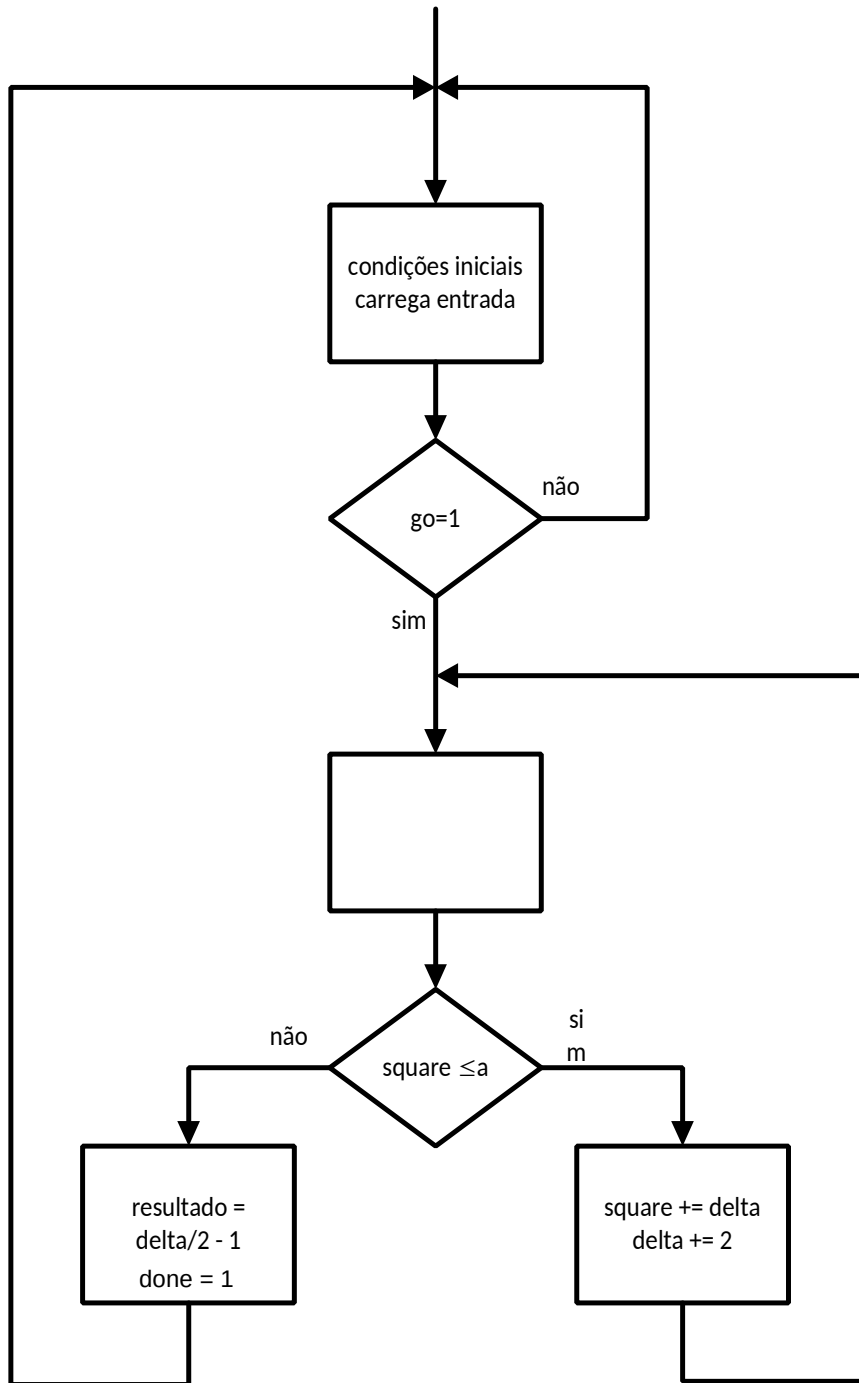 condições iniciais
carrega entrada
não
go=1
sim
si
m
não
square ≤a
resultado =
delta/2 - 1
done = 1
square += delta
delta += 2